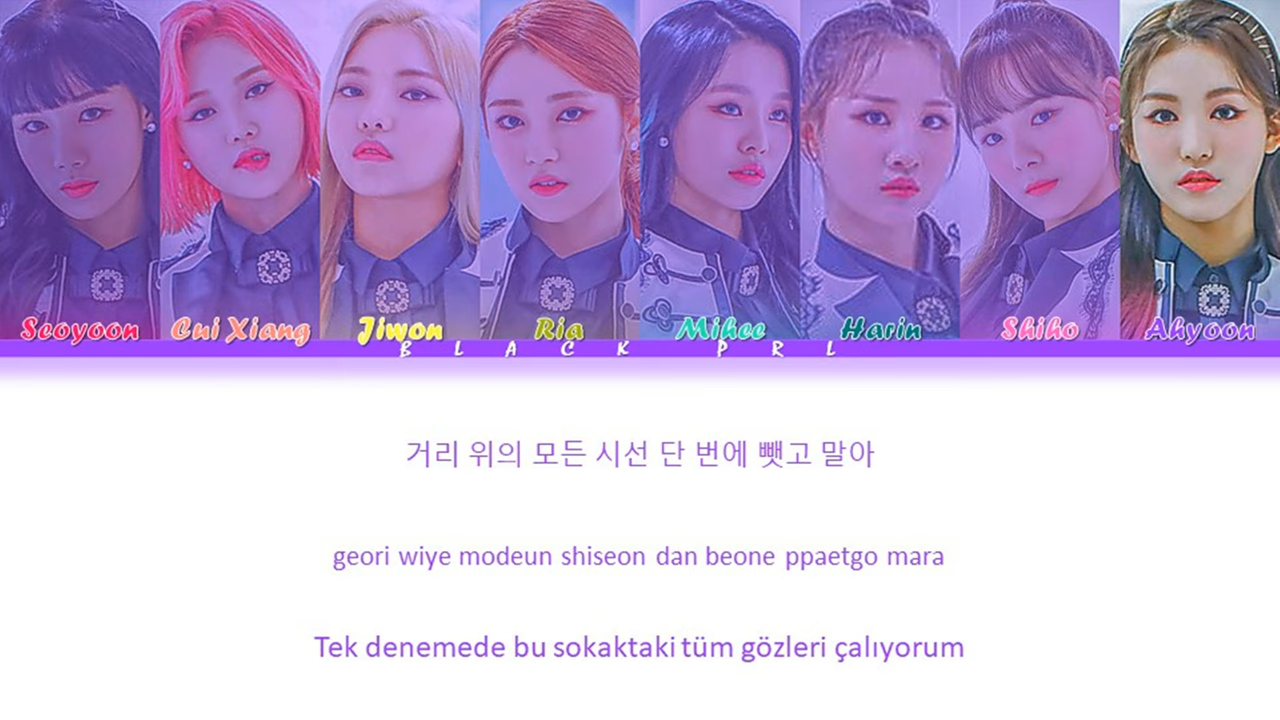 Seoyoon Cui Xiang Jiwon Ria Mihee Harin Shiho Ahyoon
BLACK PRL
거리 위의 모든 시선 단 번에 뺏고 말아
geori wiye modeun shiseon dan beone ppaetgo mara
Tek denemede bu sokaktaki tüm gözleri çalıyorum